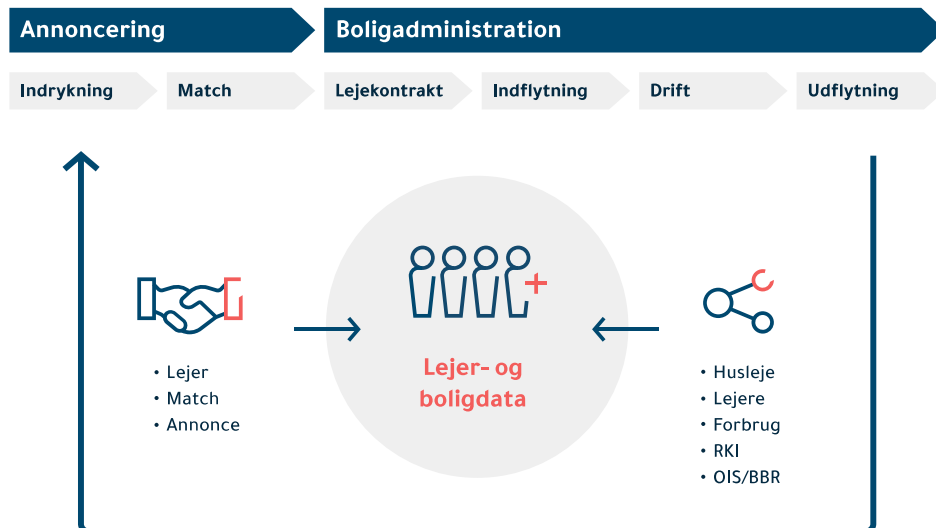 Annoncering
Boligadministration
Indrykning
Match
Lejekontrakt
Indflytning
Drift
Udflytning
• Lejer
• Match
• Annonce
Lejer- og
boligdata
• Husleje
• Lejere
• Forbrug
• RKI
• OIS/BBR